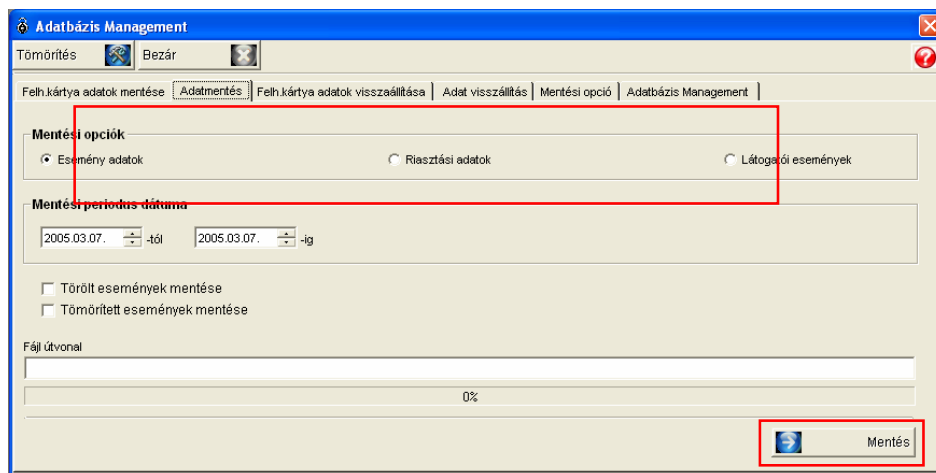 Adatbázis Management
Tömörítés Bezár
Felh.kártya adatok mentése Adatmentés Felh.kártya adatok visszaállítása Adat visszállítás Mentési opció Adatbázis Management
Mentési opciók
Esemény adatok Riasztási adatok Látogatói események
Mentési periodus dátuma
2005.03.07. -tól 2005.03.07. -ig
Törölt események mentése
Tömörített események mentése
Fájl útvonal
0%
Mentés